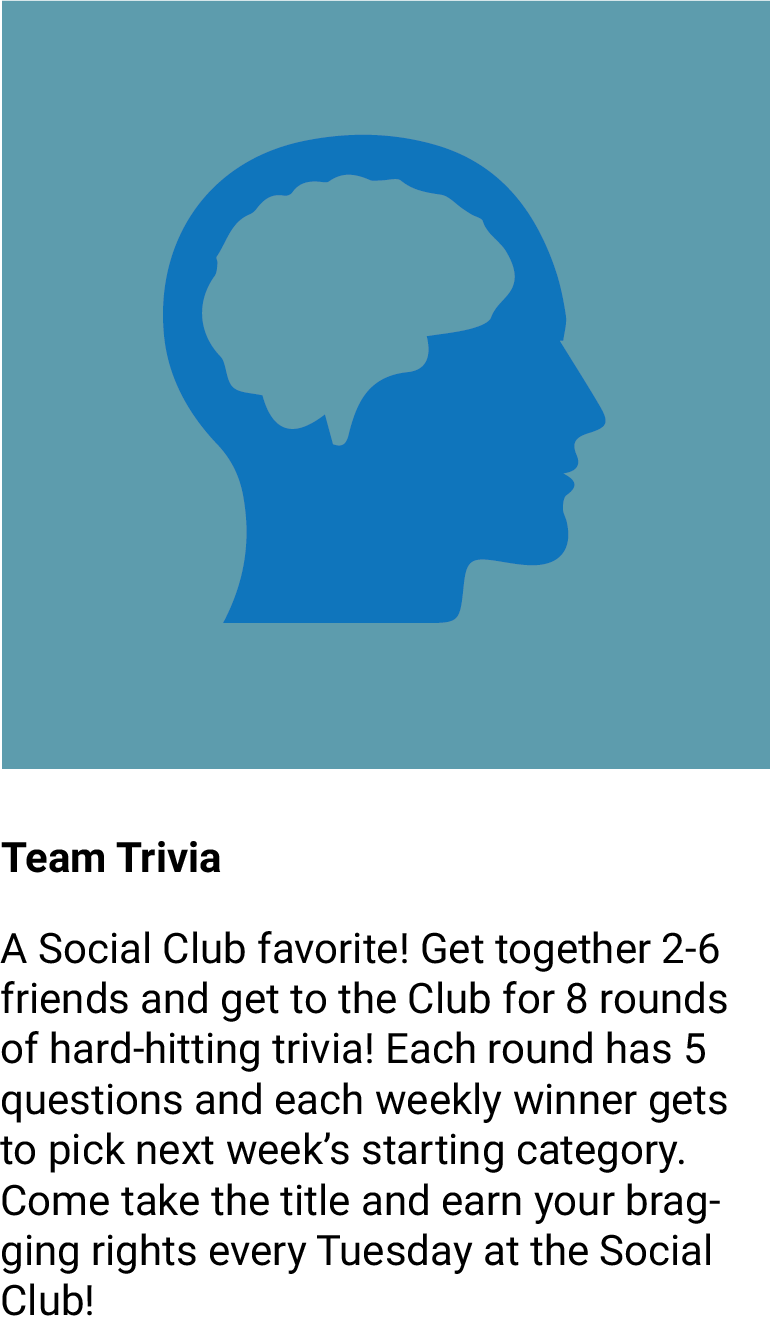 Team Trivia
A Social Club favorite! Get together 2-6
friends and get to the Club for 8 rounds
of hard-hitting trivia! Each round has 5
questions and each weekly winner gets
to pick next week’s starting category.
Come take the title and earn your brag-
ging rights every Tuesday at the Social
Club!